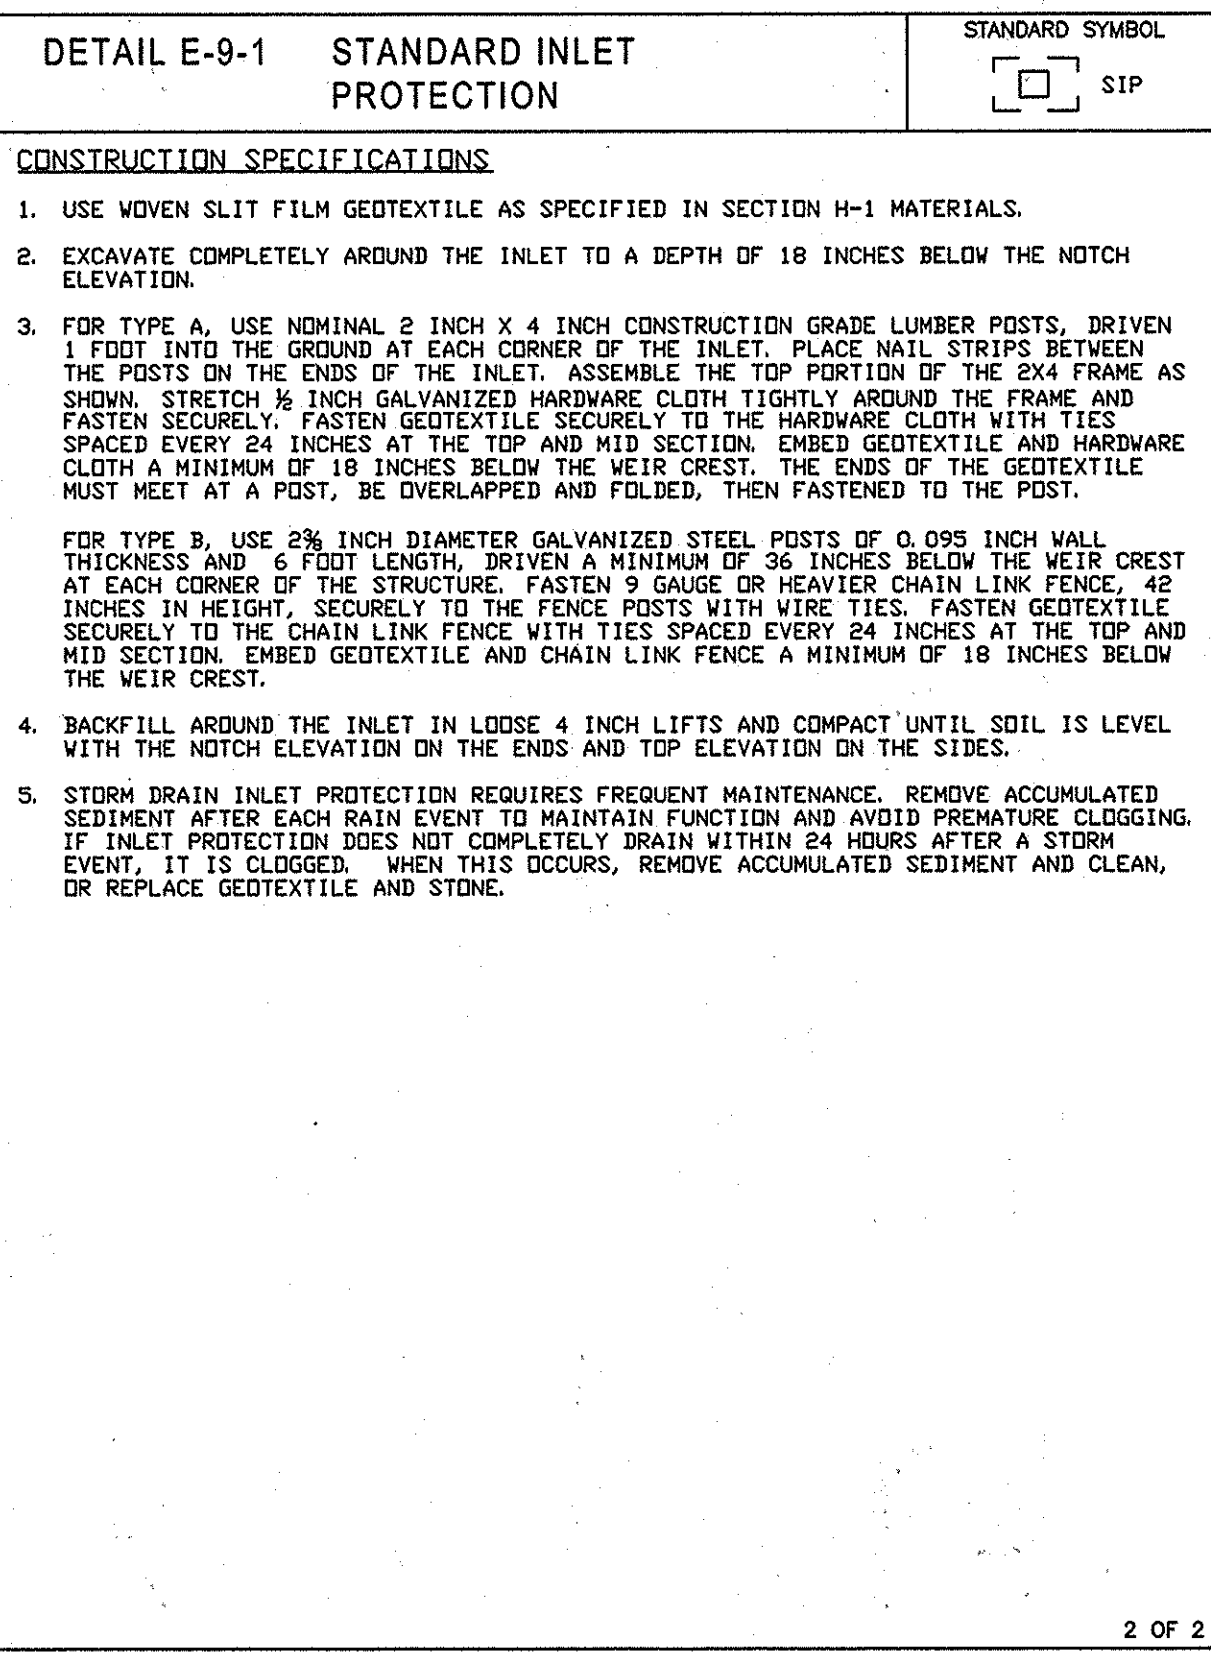 DETAIL E-9-1 STANDARD INLET
PROTECTION
STANDARD SYMBOL
SIP
CONSTRUCTION SPECIFICATIONS
1. USE WOVEN SLIT FILM GEOTEXTILE AS SPECIFIED IN SECTION H-1 MATERIALS.
2. EXCAVATE COMPLETELY AROUND THE INLET TO A DEPTH OF 18 INCHES BELOW THE NOTCH
ELEVATION.
3. FOR TYPE A, USE NOMINAL 2 INCH X 4 INCH CONSTRUCTION GRADE LUMBER POSTS, DRIVEN
1 FOOT INTO THE GROUND AT EACH CORNER OF THE INLET. PLACE NAIL STRIPS BETWEEN
THE POSTS ON THE ENDS OF THE INLET. ASSEMBLE THE TOP PORTION OF THE 2X4 FRAME AS
SHOWN. STRETCH ½ INCH GALVANIZED HARDWARE CLOTH TIGHTLY AROUND THE FRAME AND
FASTEN SECURELY. FASTEN GEOTEXTILE SECURELY TO THE HARDWARE CLOTH WITH TIES
SPACED EVERY 24 INCHES AT THE TOP AND MID SECTION. EMBED GEOTEXTILE AND HARDWARE
CLOTH A MINIMUM OF 18 INCHES BELOW THE WEIR CREST. THE ENDS OF THE GEOTEXTILE
MUST MEET AT A POST, BE OVERLAPPED AND FOLDED, THEN FASTENED TO THE POST.
FOR TYPE B, USE 2⅜ INCH DIAMETER GALVANIZED STEEL POSTS OF 0.095 INCH WALL
THICKNESS AND 6 FOOT LENGTH, DRIVEN A MINIMUM OF 36 INCHES BELOW THE WEIR CREST
AT EACH CORNER OF THE STRUCTURE. FASTEN 9 GAUGE OR HEAVIER CHAIN LINK FENCE, 42
INCHES IN HEIGHT, SECURELY TO THE FENCE POSTS WITH WIRE TIES. FASTEN GEOTEXTILE
SECURELY TO THE CHAIN LINK FENCE WITH TIES SPACED EVERY 24 INCHES AT THE TOP AND
MID SECTION. EMBED GEOTEXTILE AND CHAIN LINK FENCE A MINIMUM OF 18 INCHES BELOW
THE WEIR CREST.
4. BACKFILL AROUND THE INLET IN LOOSE 4 INCH LIFTS AND COMPACT UNTIL SOIL IS LEVEL
WITH THE NOTCH ELEVATION ON THE ENDS AND TOP ELEVATION ON THE SIDES.
5. STORM DRAIN INLET PROTECTION REQUIRES FREQUENT MAINTENANCE. REMOVE ACCUMULATED
SEDIMENT AFTER EACH RAIN EVENT TO MAINTAIN FUNCTION AND AVOID PREMATURE CLOGGING.
IF INLET PROTECTION DOES NOT COMPLETELY DRAIN WITHIN 24 HOURS AFTER A STORM
EVENT, IT IS CLOGGED. WHEN THIS OCCURS, REMOVE ACCUMULATED SEDIMENT AND CLEAN,
OR REPLACE GEOTEXTILE AND STONE.
2 OF 2